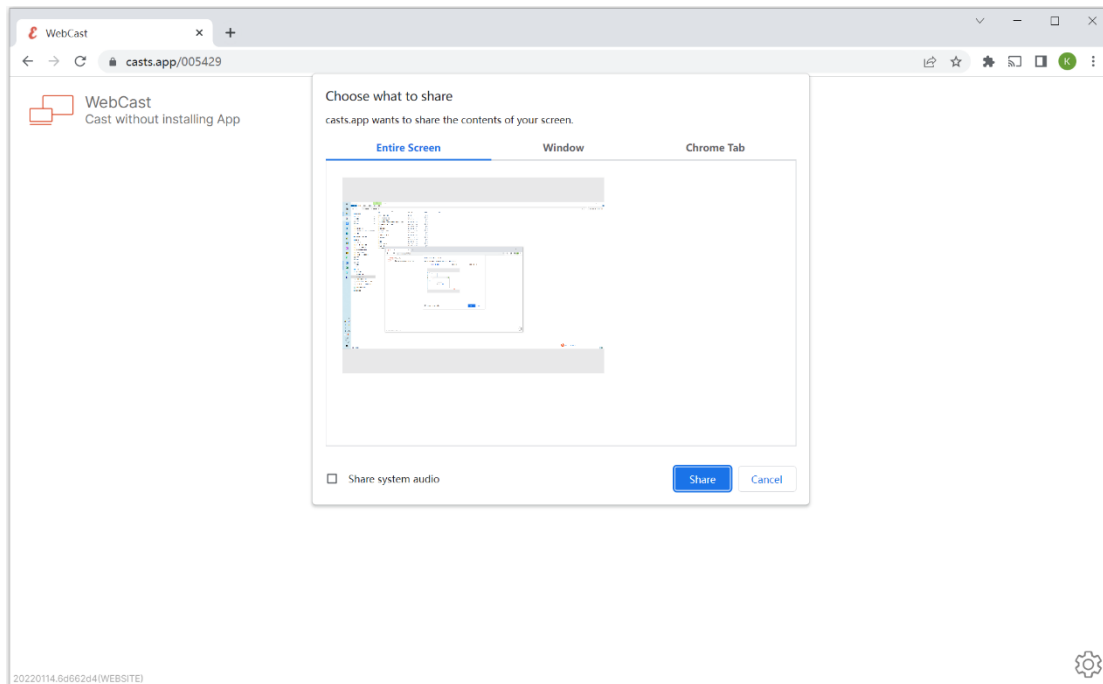 WebCast
casts.app/005429
K
WebCast
Cast without installing App
Choose what to share
casts.app wants to share the contents of your screen.
Entire Screen Window Chrome Tab
Share system audio Share Cancel
20220114.6d662d4(WEBSITE)